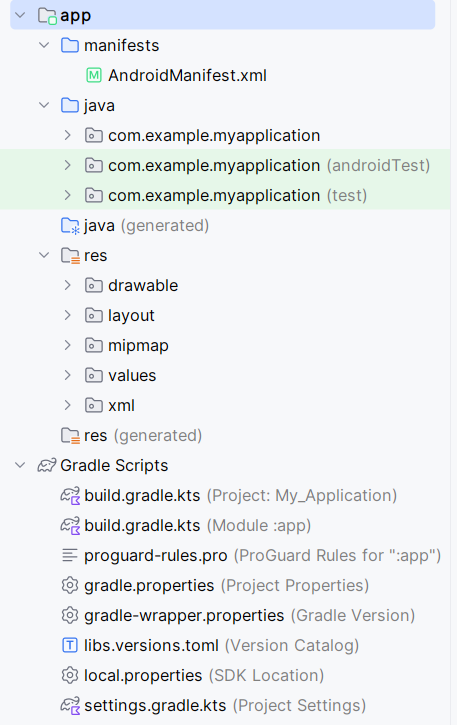 app
manifests
AndroidManifest.xml
java
com.example.myapplication
com.example.myapplication (androidTest)
com.example.myapplication (test)
java (generated)
res
drawable
layout
mipmap
values
xml
res (generated)
Gradle Scripts
build.gradle.kts (Project: My_Application)
build.gradle.kts (Module :app)
proguard-rules.pro (ProGuard Rules for ":app")
gradle.properties (Project Properties)
gradle-wrapper.properties (Gradle Version)
libs.versions.toml (Version Catalog)
local.properties (SDK Location)
settings.gradle.kts (Project Settings)